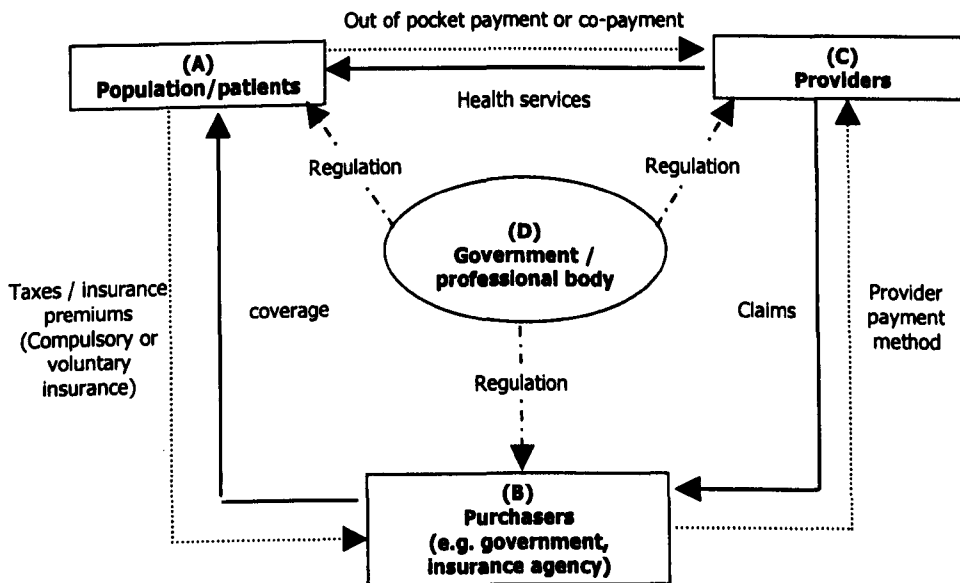 Out of pocket payment or co-payment
(A)
Population/patients
(C)
Providers
Health services
Regulation
Regulation
(D)
Government /
professional body
Taxes / insurance
premiums
(Compulsory or
voluntary
insurance)
coverage
Claims
Provider
payment
method
Regulation
(B)
Purchasers
(e.g. government,
insurance agency)